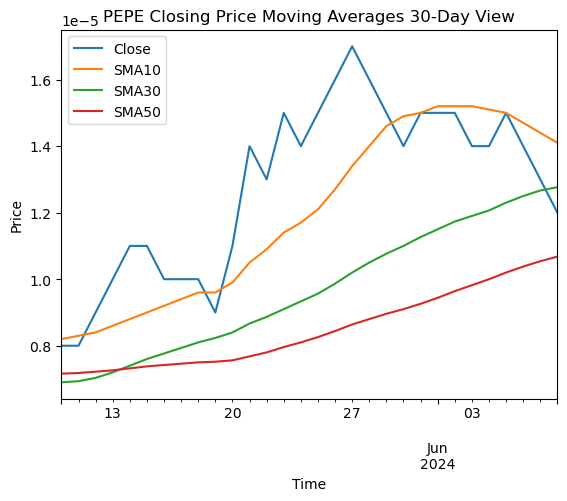 PEPE Closing Price Moving Averages 30-Day View
1e−5
Close
SMA10
SMA30
SMA50
1.6
1.4
1.2
1.0
0.8
Price
13
20
27
03
Jun
2024
Time